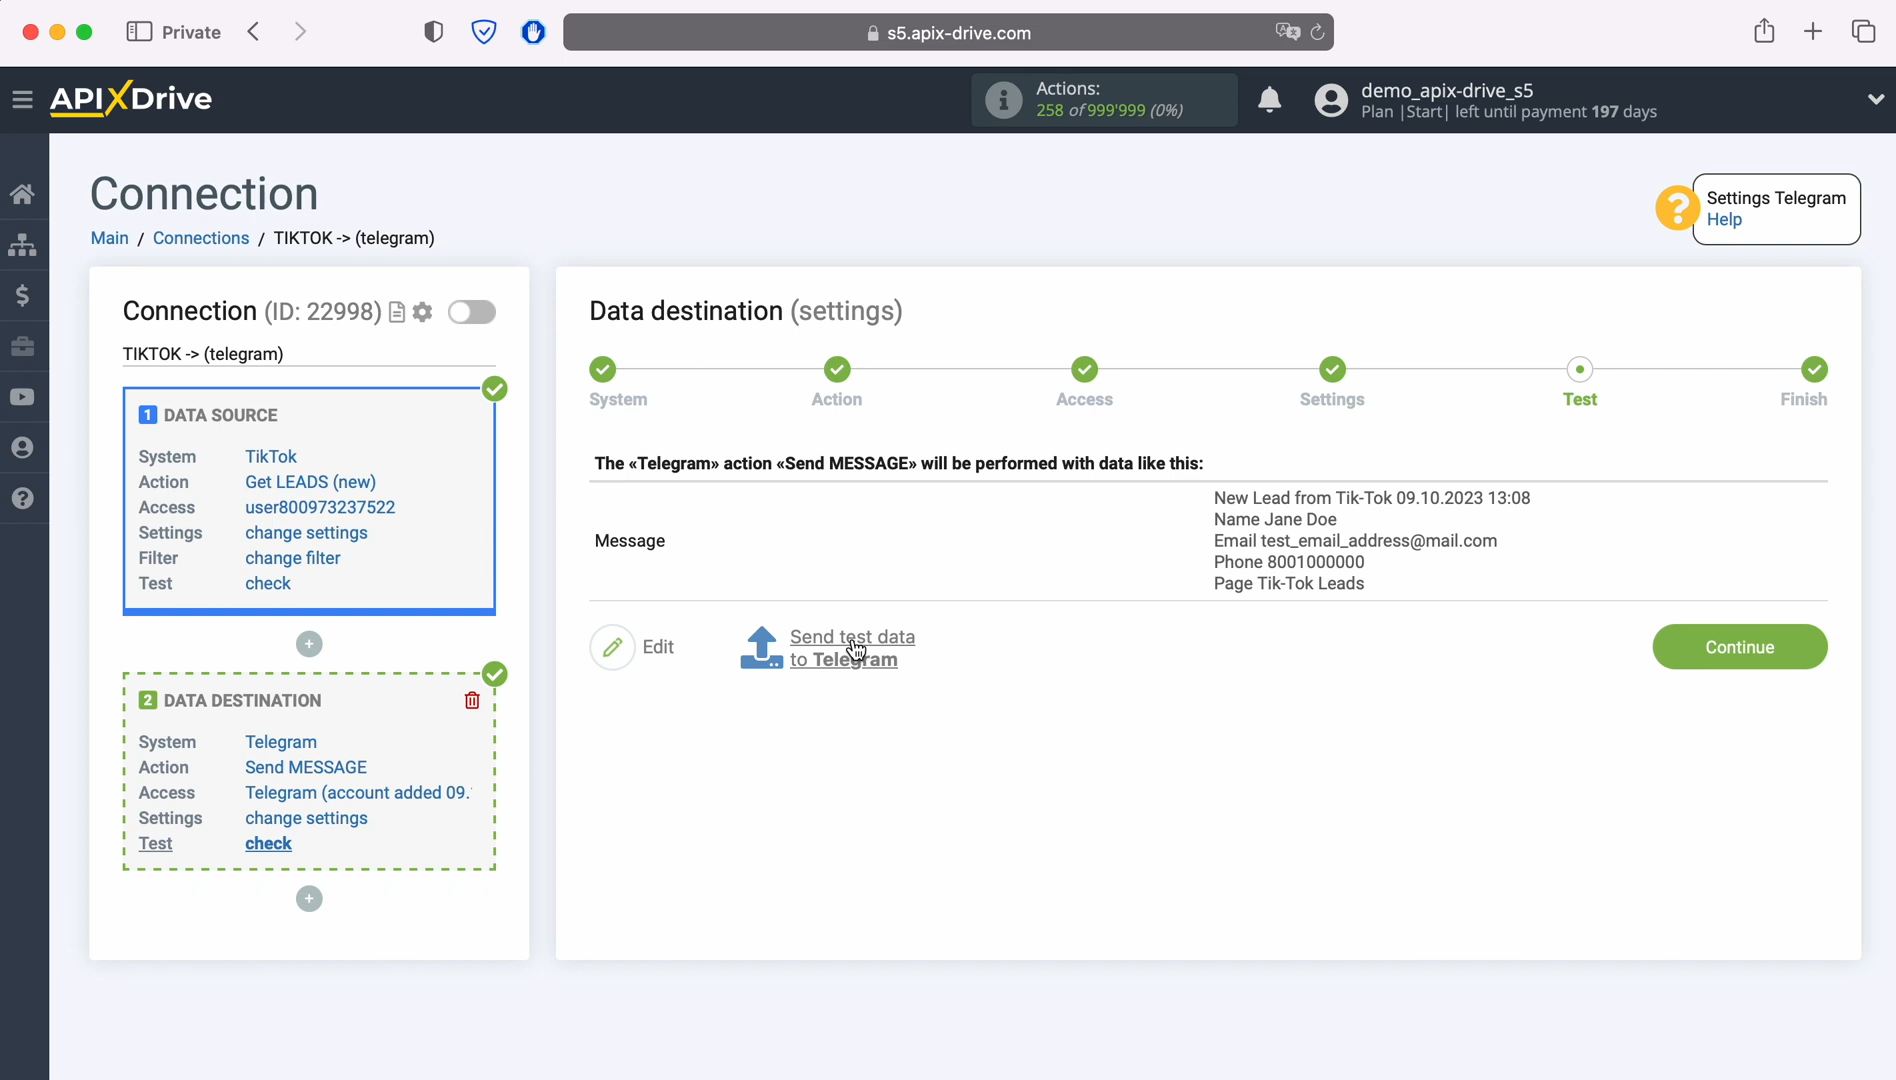 Private
s5.apix-drive.com
APIXDrive
Actions:
258 of 999'999 (0%)
demo_apix-drive_s5
Plan |Start| left until payment 197 days
Connection
Main / Connections / TIKTOK -> (telegram)
Settings Telegram
Help
Connection (ID: 22998)
TIKTOK -> (telegram)
1 DATA SOURCE
System TikTok
Action Get LEADS (new)
Access user800973237522
Settings change settings
Filter change filter
Test check
2 DATA DESTINATION
System Telegram
Action Send MESSAGE
Access Telegram (account added 09.
Settings change settings
Test check
Data destination (settings)
System Action Access Settings Test Finish
The «Telegram» action «Send MESSAGE» will be performed with data like this:
Message
New Lead from Tik-Tok 09.10.2023 13:08
Name Jane Doe
Email test_email_address@mail.com
Phone 8001000000
Page Tik-Tok Leads
Edit
Send test data
to Telegram
Continue